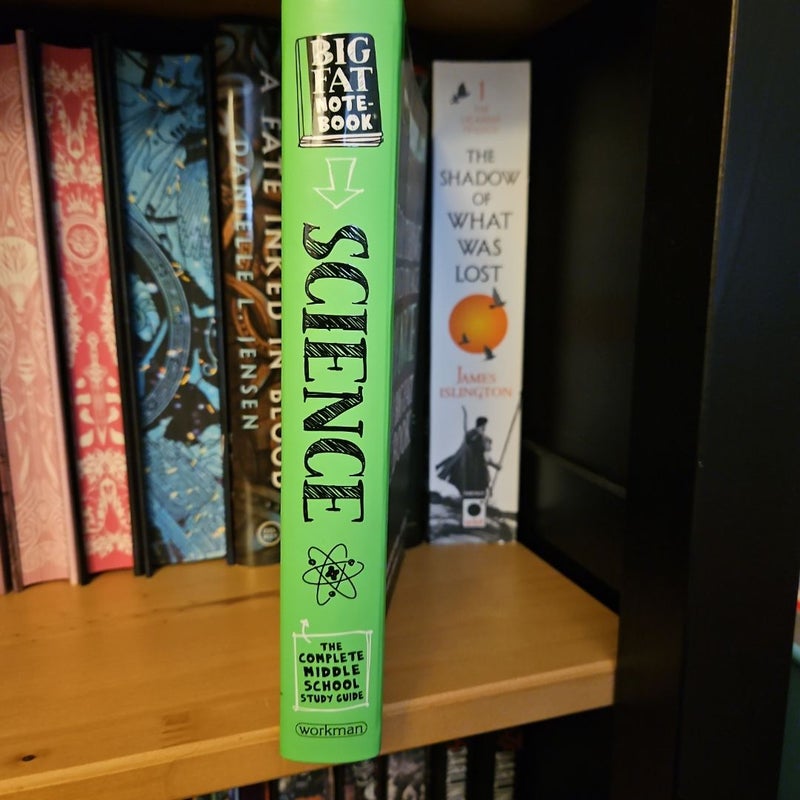 A FATE INKED IN BLOOD
DANIELLE L. JENSEN
BIG
FAT
NOTE-
BOOK
SCIENCE
THE
COMPLETE
MIDDLE
SCHOOL
STUDY GUIDE
workman
1
THE
SHADOW
OF
WHAT
WAS
LOST
JAMES
ISLINGTON